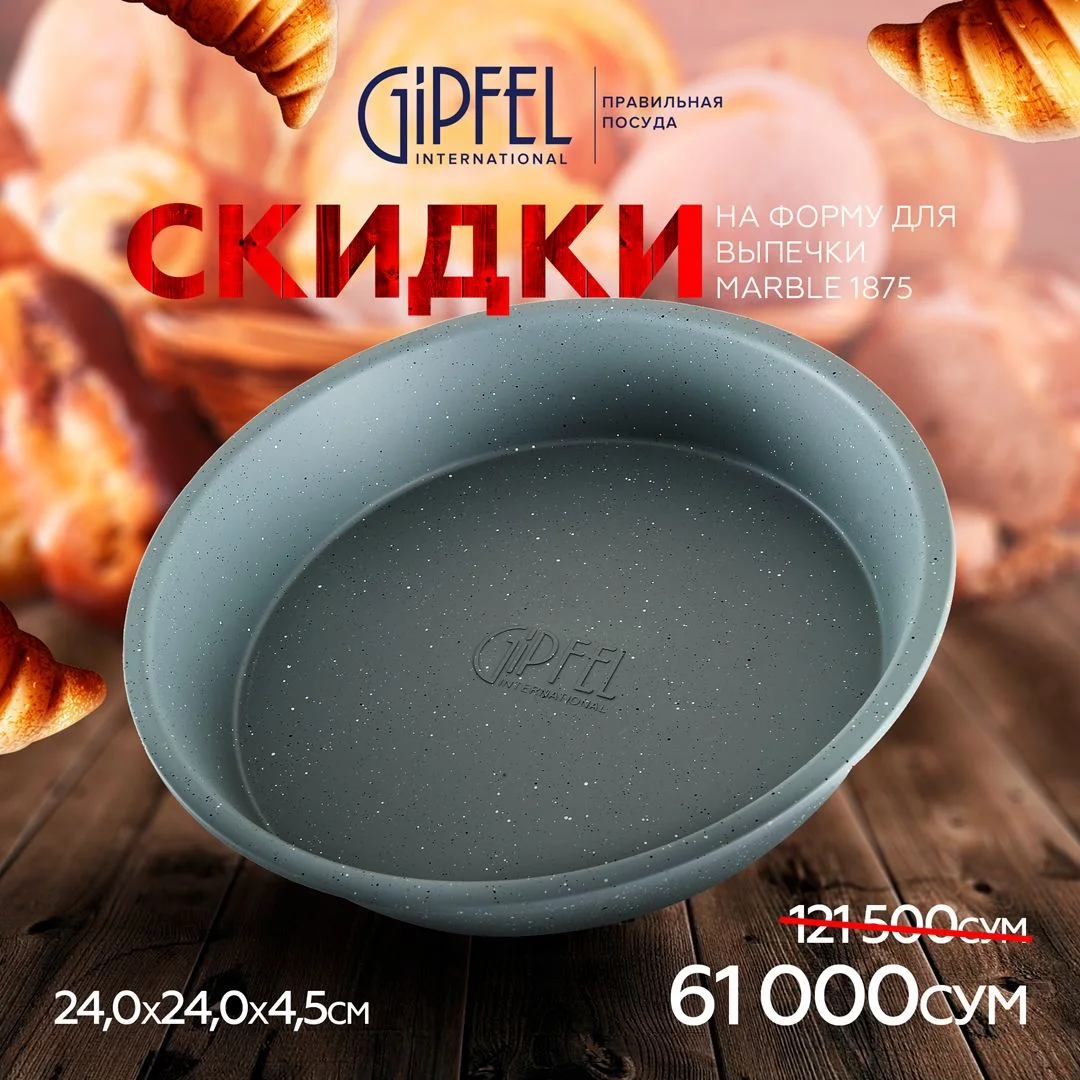 GIPFEL
INTERNATIONAL
ПРАВИЛЬНАЯ
ПОСУДА
СКИДКИ
НА ФОРМУ ДЛЯ
ВЫПЕЧКИ
MARBLE 1875
GIPFEL
INTERNATIONAL
121 500сум
61 000сум
24,0x24,0x4,5см